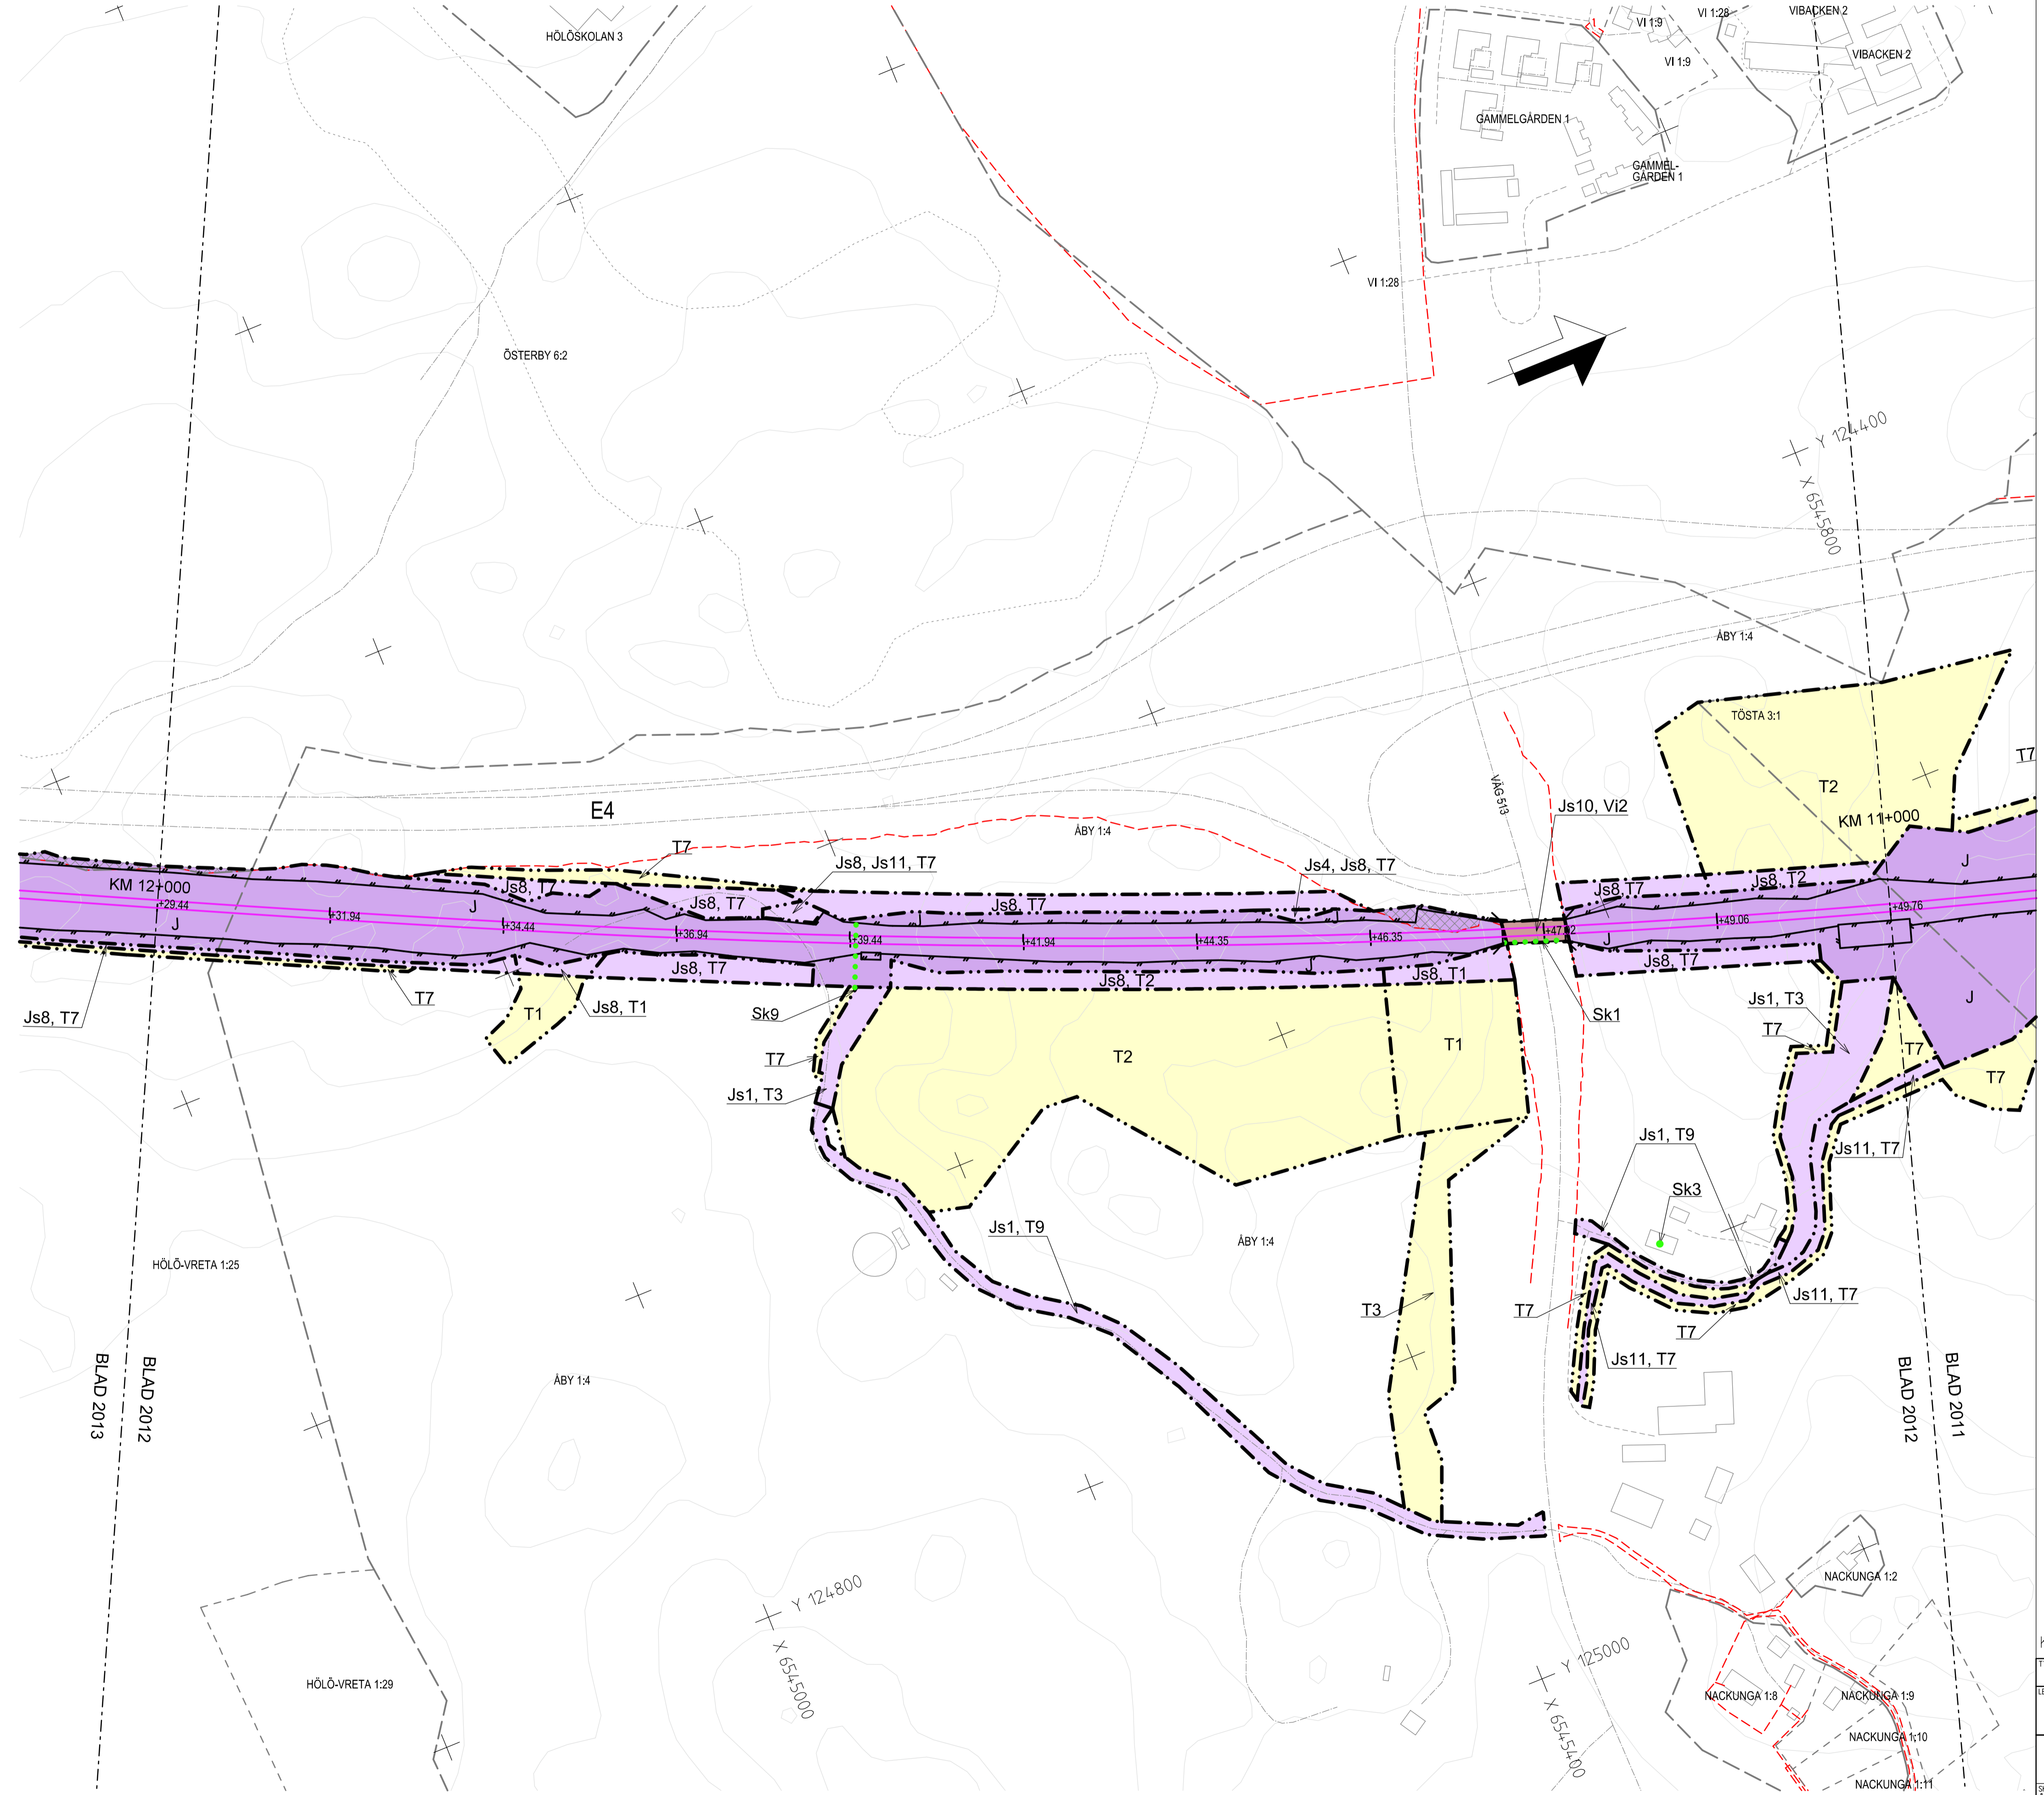 HÖLÖSKOLAN 3
VI 1:9
VI 1:28
VIBACKEN 2
VIBACKEN 2
VI 1:9
GAMMELGÅRDEN 1
GAMMEL-
GÅRDEN 1
VI 1:28
ÖSTERBY 6:2
Y 124400
X 6545800
ÅBY 1:4
TÖSTA 3:1
T7
T2
VÄG 513
Js10, Vi2
KM 11+000
E4
ÅBY 1:4
T7
Js8, Js11, T7
Js4, Js8, T7
J
KM 12+000
Js8, T7
Js8, T7
Js8, T7
Js8, T7
Js8, T2
+29.44
+31.94
+34.44
+36.94
+39.44
+41.94
+44.35
+46.35
+47.92
+49.06
+49.76
J
J
J
J
J
J
J
Js8, T7
Js8, T2
Js8, T1
Js8, T7
Js8, T7
T7
T1
Js8, T1
Sk9
Sk1
Js1, T3
T7
T7
T7
T7
T2
T1
Js1, T3
Js11, T7
Js1, T9
Sk3
Js1, T9
ÅBY 1:4
HÖLÖ-VRETA 1:25
T3
T7
Js11, T7
T7
Js11, T7
BLAD 2013
BLAD 2012
ÅBY 1:4
BLAD 2012
BLAD 2011
Y 124800
X 6545000
Y 125000
X 6545400
NACKUNGA 1:2
HÖLÖ-VRETA 1:29
NACKUNGA 1:8
NACKUNGA 1:9
NACKUNGA 1:10
NACKUNGA 1:11